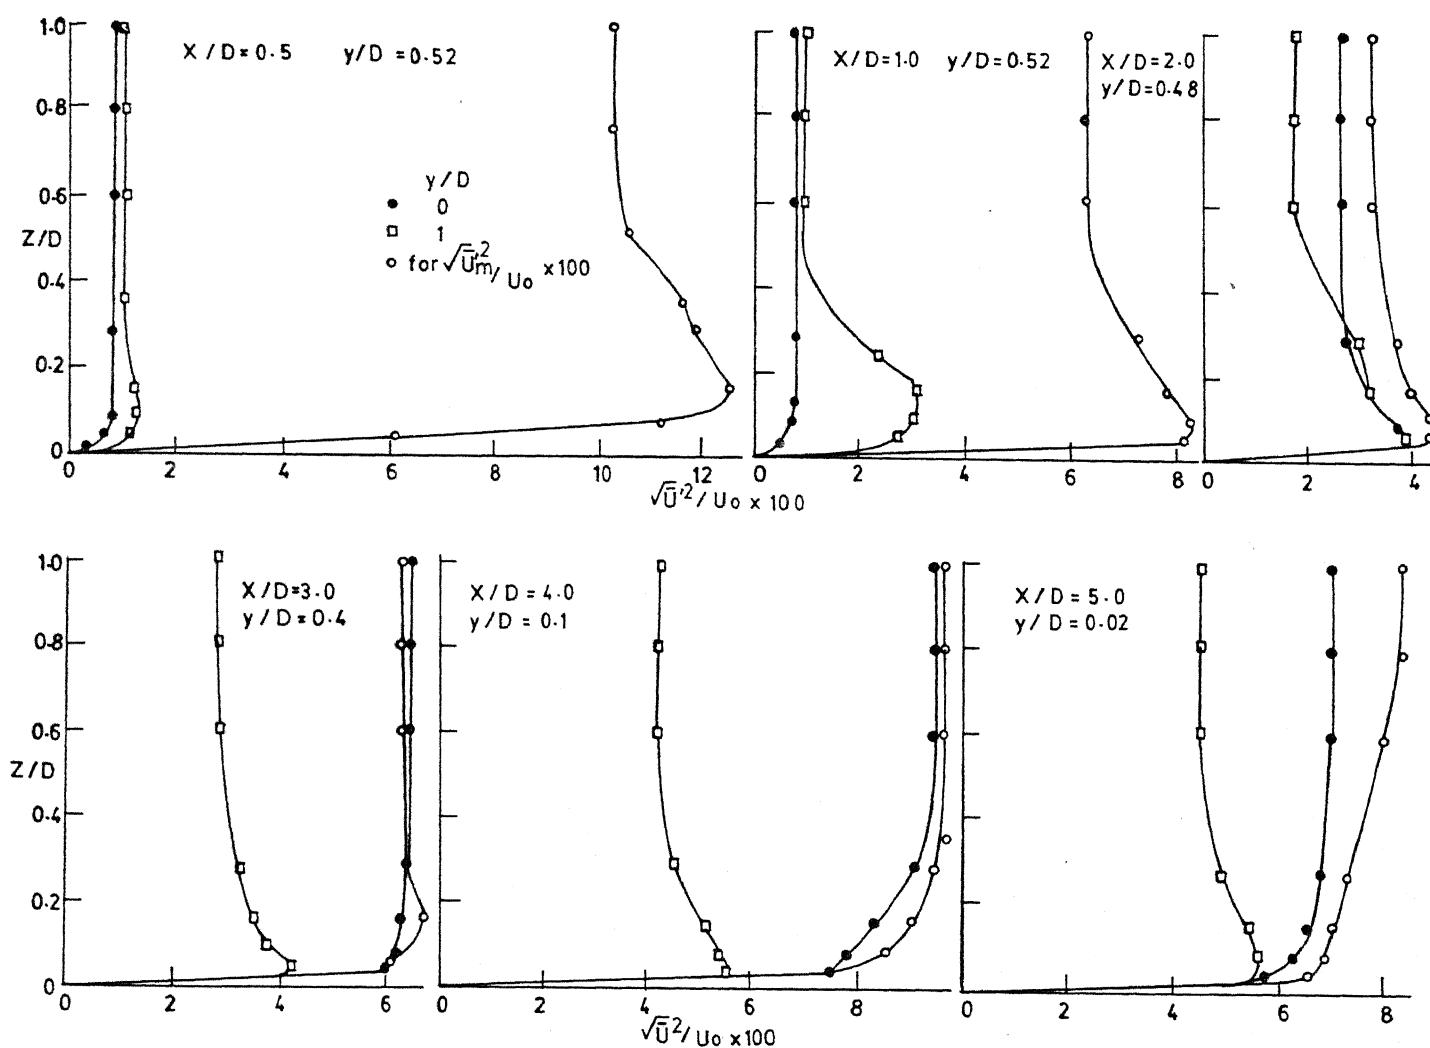 1.0
X/D=0.5 y/D=0.52
X/D=1.0 y/D=0.52
X/D=2.0
y/D=0.48
0.8
y/D
● 0
□ 1
○ for √Ū'm²/Uo ×100
0.6
Z/D
0.4
0.2
0
0 2 4 6 8 10 12
0 2 4 6 8
0 2 4
√Ū'²/Uo × 100
1.0
X/D=3.0
y/D=0.4
X/D=4.0
y/D=0.1
X/D=5.0
y/D=0.02
0.8
0.6
Z/D
0.4
0.2
0
0 2 4 6
0 2 4 6 8
0 2 4 6 8
√Ū²/Uo ×100